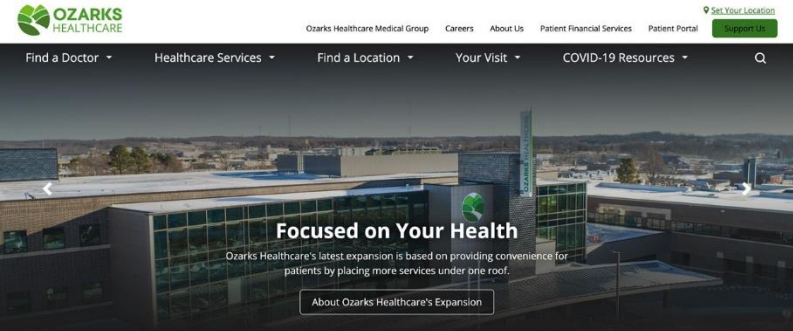 OZARKS
HEALTHCARE
Set Your Location
Ozarks Healthcare Medical Group Careers About Us Patient Financial Services Patient Portal Support Us
Find a Doctor Healthcare Services Find a Location Your Visit COVID-19 Resources
OZARKS HEALTHCARE
Focused on Your Health
Ozarks Healthcare's latest expansion is based on providing convenience for
patients by placing more services under one roof.
About Ozarks Healthcare's Expansion